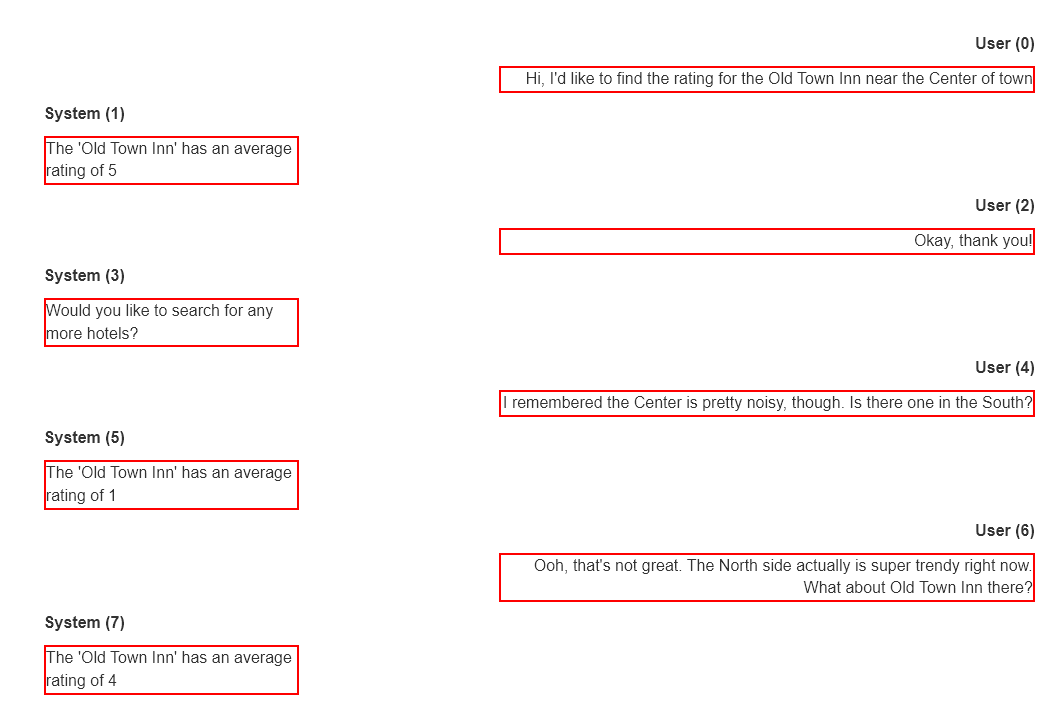 User (0)
Hi, I'd like to find the rating for the Old Town Inn near the Center of town
System (1)
The 'Old Town Inn' has an average
rating of 5
User (2)
Okay, thank you!
System (3)
Would you like to search for any
more hotels?
User (4)
I remembered the Center is pretty noisy, though. Is there one in the South?
System (5)
The 'Old Town Inn' has an average
rating of 1
User (6)
Ooh, that's not great. The North side actually is super trendy right now.
What about Old Town Inn there?
System (7)
The 'Old Town Inn' has an average
rating of 4